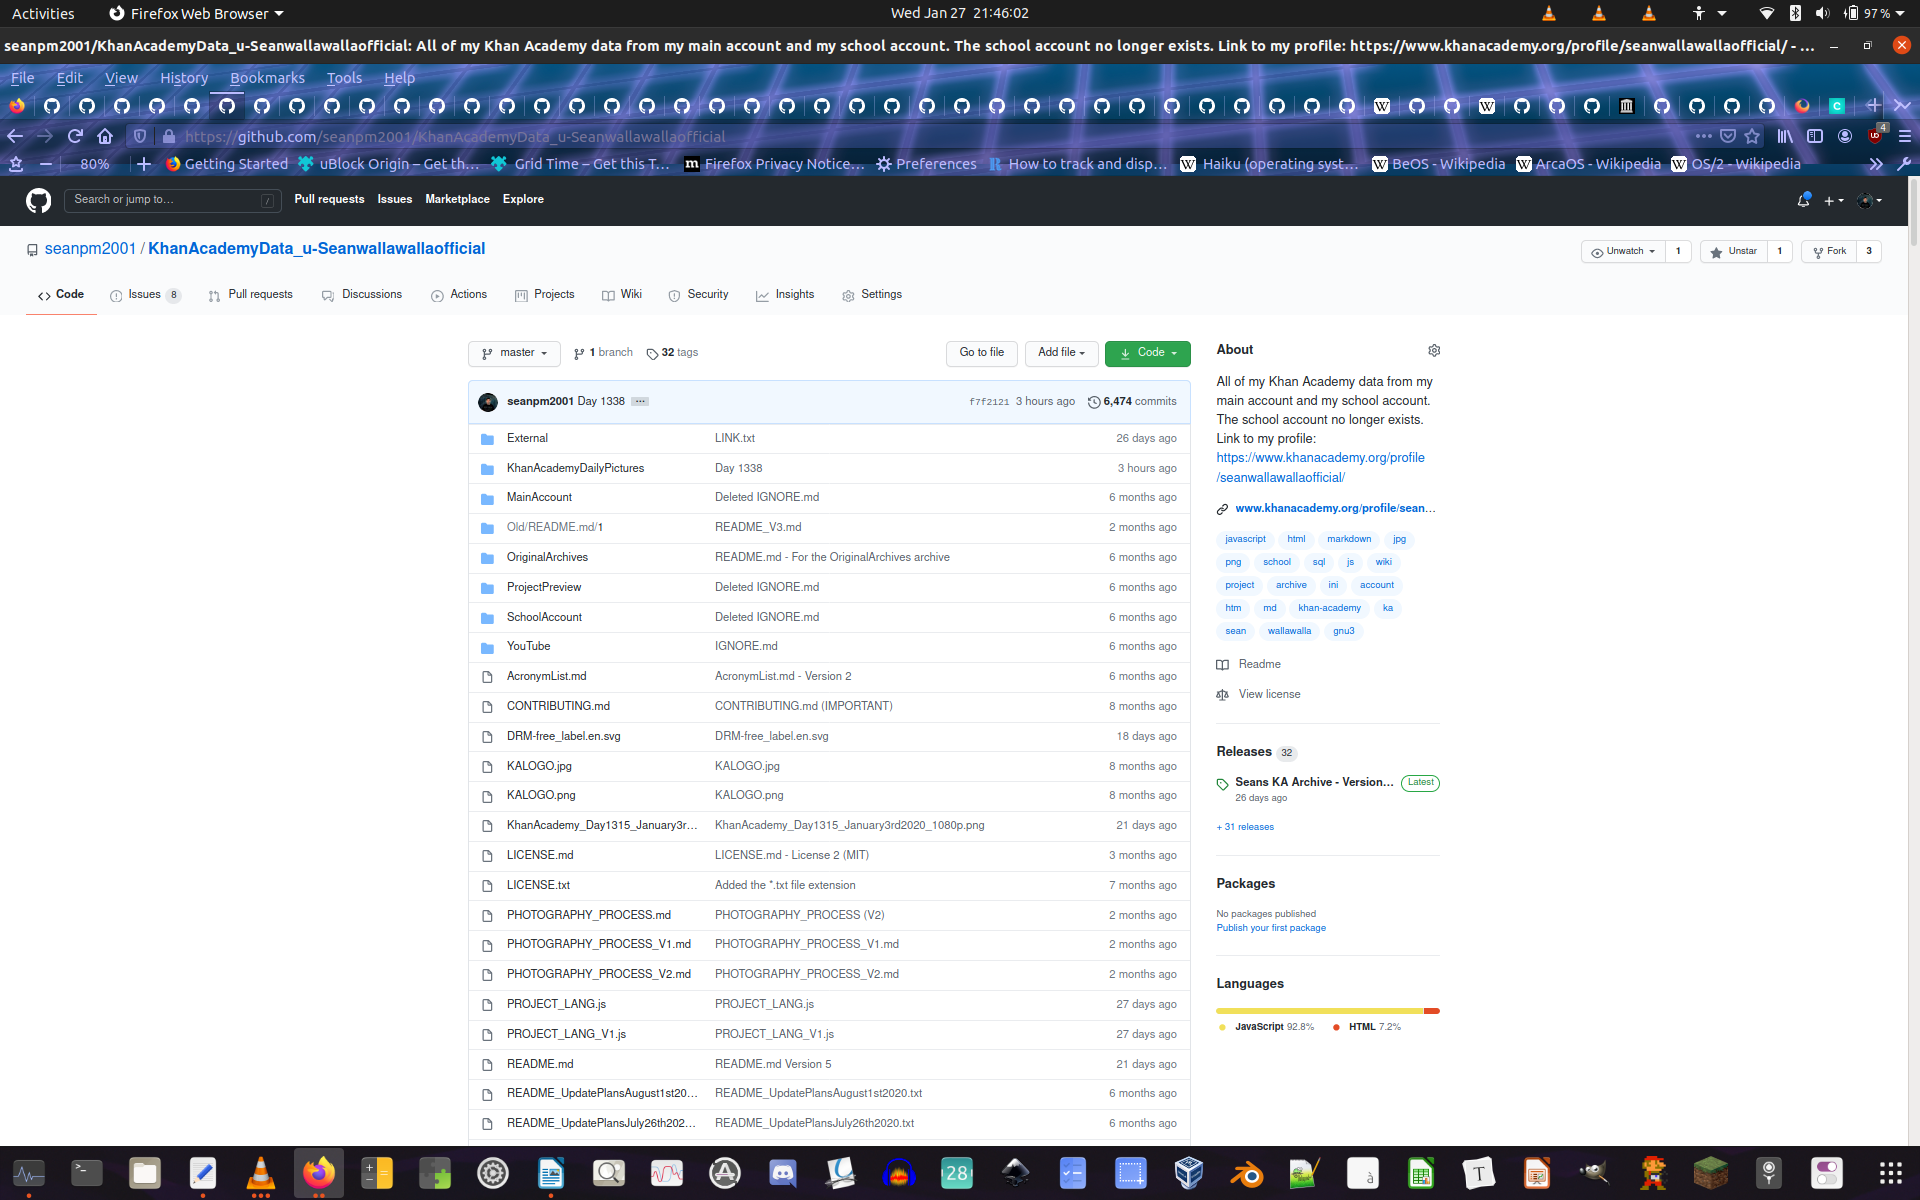 Activities Firefox Web Browser Wed Jan 27 21:46:02 97 %
seanpm2001/KhanAcademyData_u-Seanwallawallaofficial: All of my Khan Academy data from my main account and my school account. The school account no longer exists. Link to my profile: https://www.khanacademy.org/profile/seanwallawallaofficial/ - ...
File Edit View History Bookmarks Tools Help
https://github.com/seanpm2001/KhanAcademyData_u-Seanwallawallaofficial 4
80% Getting Started uBlock Origin – Get th… Grid Time – Get this T… Firefox Privacy Notice… Preferences How to track and disp… Haiku (operating syst… BeOS - Wikipedia ArcaOS - Wikipedia OS/2 - Wikipedia
Search or jump to… / Pull requests Issues Marketplace Explore
seanpm2001 / KhanAcademyData_u-Seanwallawallaofficial Unwatch 1 Unstar 1 Fork 3
Code Issues 8 Pull requests Discussions Actions Projects Wiki Security Insights Settings
master 1 branch 32 tags Go to file Add file Code
seanpm2001 Day 1338 ... f7f2121 3 hours ago 6,474 commits
External LINK.txt 26 days ago
KhanAcademyDailyPictures Day 1338 3 hours ago
MainAccount Deleted IGNORE.md 6 months ago
Old/README.md/1 README_V3.md 2 months ago
OriginalArchives README.md - For the OriginalArchives archive 6 months ago
ProjectPreview Deleted IGNORE.md 6 months ago
SchoolAccount Deleted IGNORE.md 6 months ago
YouTube IGNORE.md 6 months ago
AcronymList.md AcronymList.md - Version 2 6 months ago
CONTRIBUTING.md CONTRIBUTING.md (IMPORTANT) 8 months ago
DRM-free_label.en.svg DRM-free_label.en.svg 18 days ago
KALOGO.jpg KALOGO.jpg 8 months ago
KALOGO.png KALOGO.png 8 months ago
KhanAcademy_Day1315_January3r… KhanAcademy_Day1315_January3rd2020_1080p.png 21 days ago
LICENSE.md LICENSE.md - License 2 (MIT) 3 months ago
LICENSE.txt Added the *.txt file extension 7 months ago
PHOTOGRAPHY_PROCESS.md PHOTOGRAPHY_PROCESS (V2) 2 months ago
PHOTOGRAPHY_PROCESS_V1.md PHOTOGRAPHY_PROCESS_V1.md 2 months ago
PHOTOGRAPHY_PROCESS_V2.md PHOTOGRAPHY_PROCESS_V2.md 2 months ago
PROJECT_LANG.js PROJECT_LANG.js 27 days ago
PROJECT_LANG_V1.js PROJECT_LANG_V1.js 27 days ago
README.md README.md Version 5 21 days ago
README_UpdatePlansAugust1st20… README_UpdatePlansAugust1st2020.txt 6 months ago
README_UpdatePlansJuly26th202… README_UpdatePlansJuly26th2020.txt 6 months ago
About
All of my Khan Academy data from my
main account and my school account.
The school account no longer exists.
Link to my profile:
https://www.khanacademy.org/profile
/seanwallawallaofficial/
www.khanacademy.org/profile/sean…
javascript html markdown jpg
png school sql js wiki
project archive ini account
htm md khan-academy ka
sean wallawalla gnu3
Readme
View license
Releases 32
Seans KA Archive - Version… Latest
26 days ago
+ 31 releases
Packages
No packages published
Publish your first package
Languages
JavaScript 92.8% HTML 7.2%
28